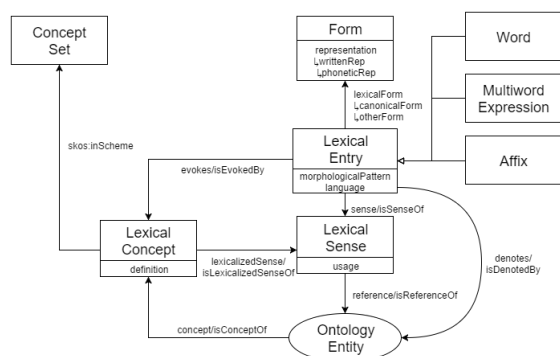 Concept
Set
Form
representation
↳writtenRep
↳phoneticRep
Word
Multiword
Expression
Affix
lexicalForm
↳canonicalForm
↳otherForm
skos:inScheme
Lexical
Entry
morphologicalPattern
language
evokes/isEvokedBy
sense/isSenseOf
Lexical
Concept
definition
lexicalizedSense/
isLexicalizedSenseOf
Lexical
Sense
usage
denotes/
isDenotedBy
reference/isReferenceOf
concept/isConceptOf
Ontology
Entity